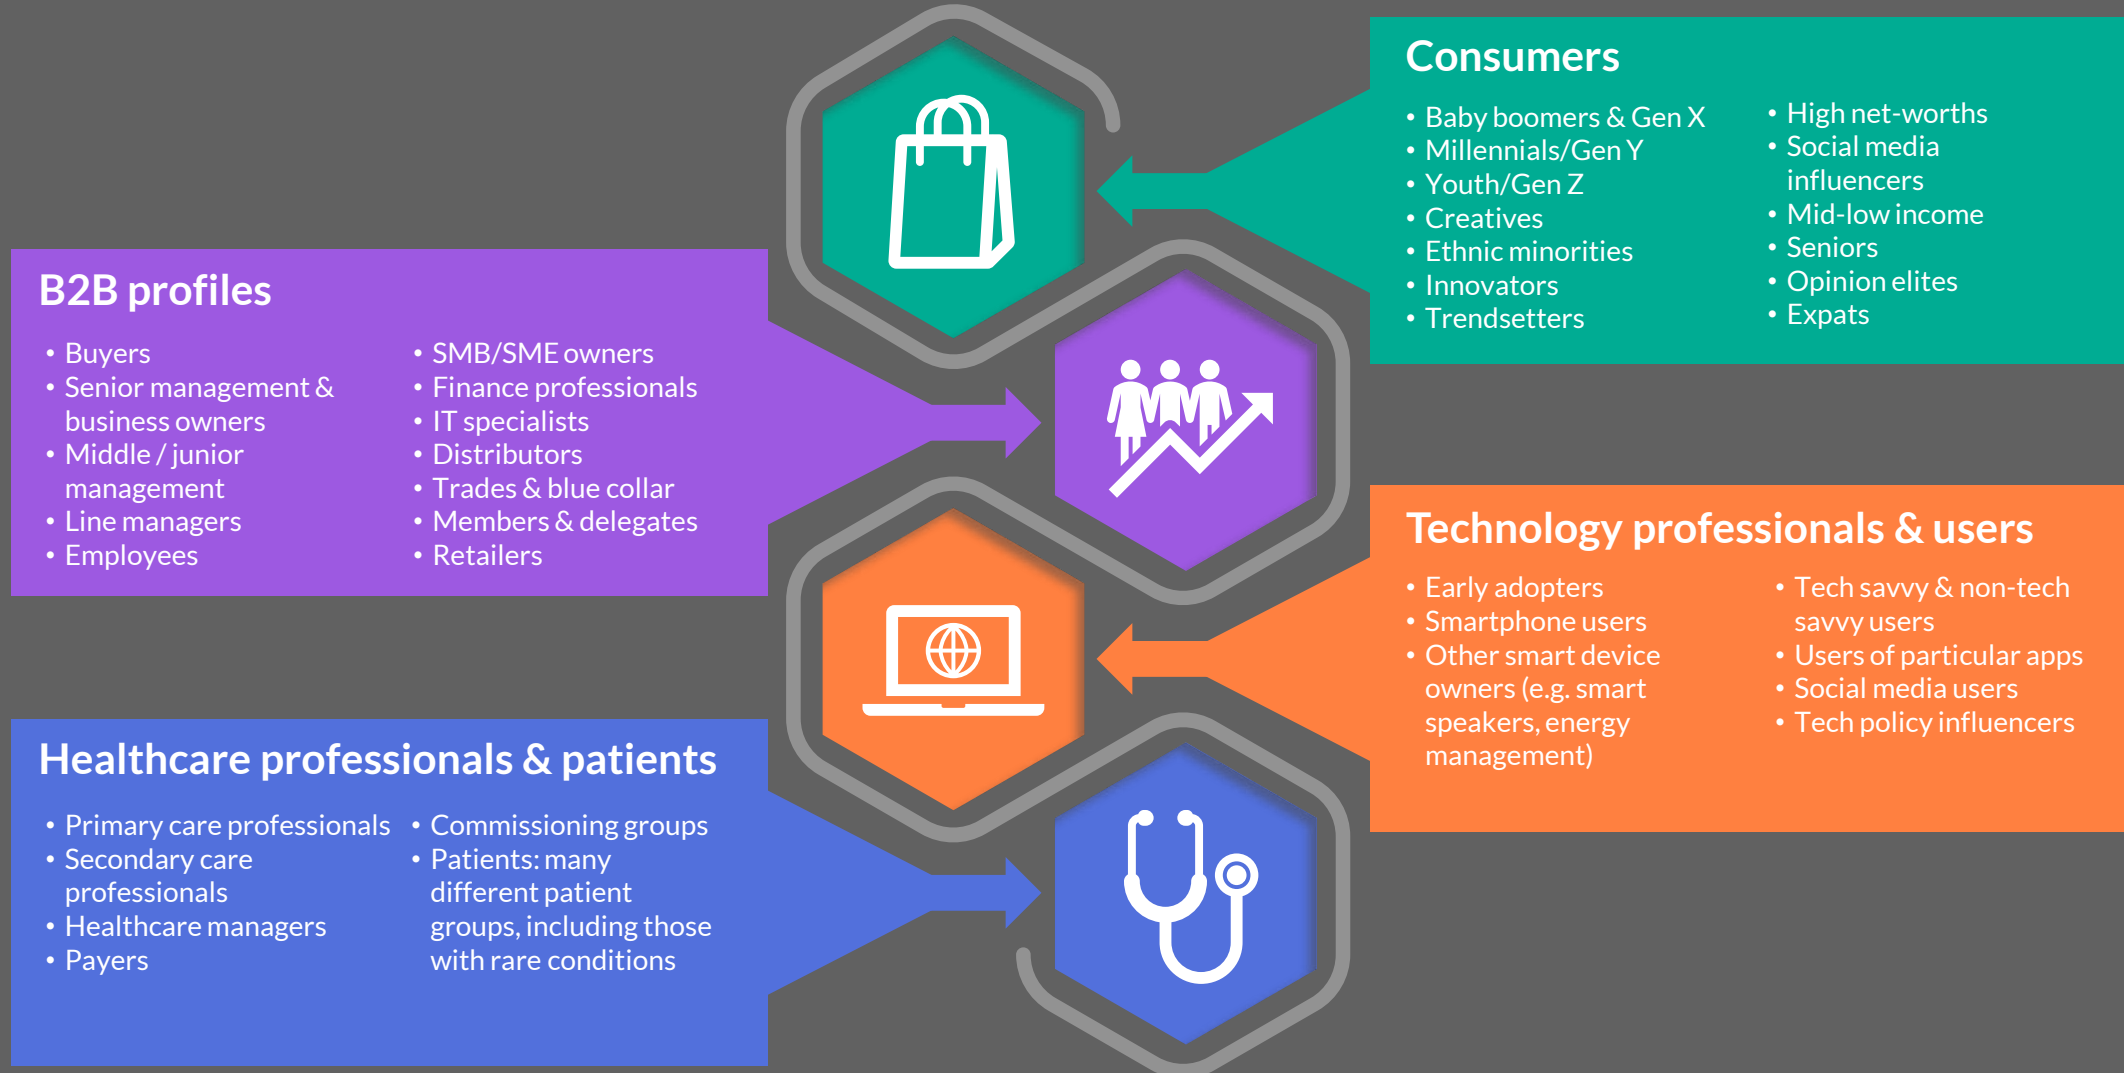 Consumers
• Baby boomers & Gen X
• Millennials/Gen Y
• Youth/Gen Z
• Creatives
• Ethnic minorities
• Innovators
• Trendsetters
• High net-worths
• Social media
influencers
• Mid-low income
• Seniors
• Opinion elites
• Expats
B2B profiles
• Buyers
• Senior management &
business owners
• Middle / junior
management
• Line managers
• Employees
• SMB/SME owners
• Finance professionals
• IT specialists
• Distributors
• Trades & blue collar
• Members & delegates
• Retailers
Technology professionals & users
• Early adopters
• Smartphone users
• Other smart device
owners (e.g. smart
speakers, energy
management)
• Tech savvy & non-tech
savvy users
• Users of particular apps
• Social media users
• Tech policy influencers
Healthcare professionals & patients
• Primary care professionals
• Secondary care
professionals
• Healthcare managers
• Payers
• Commissioning groups
• Patients: many
different patient
groups, including those
with rare conditions